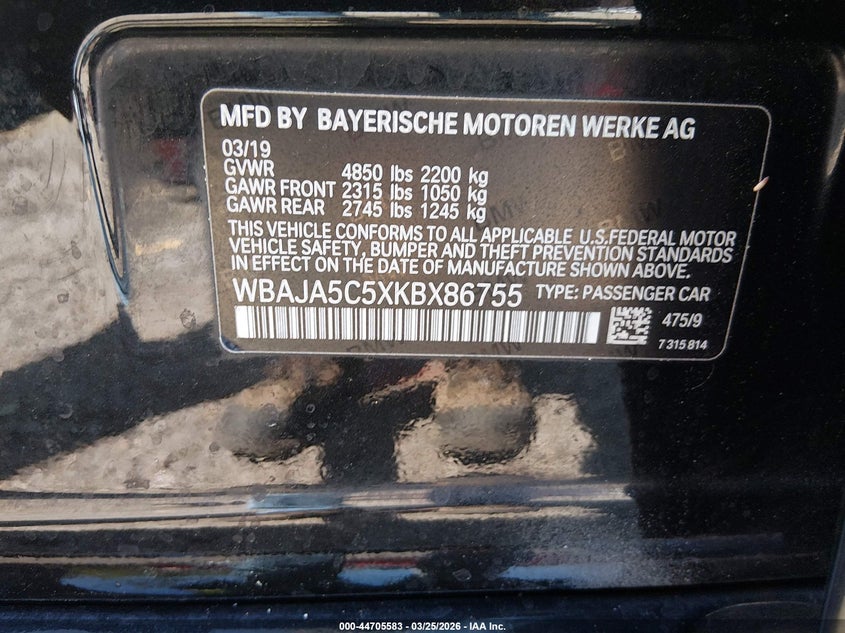 MFD BY BAYERISCHE MOTOREN WERKE AG
03/19
GVWR 4850 lbs 2200 kg
GAWR FRONT 2315 lbs 1050 kg
GAWR REAR 2745 lbs 1245 kg
THIS VEHICLE CONFORMS TO ALL APPLICABLE U.S.FEDERAL MOTOR
VEHICLE SAFETY, BUMPER AND THEFT PREVENTION STANDARDS
IN EFFECT ON THE DATE OF MANUFACTURE SHOWN ABOVE.
WBAJA5C5XKBX86755 TYPE: PASSENGER CAR
475/9
7 315 814
000-44705583 - 03/25/2026 - IAA Inc.